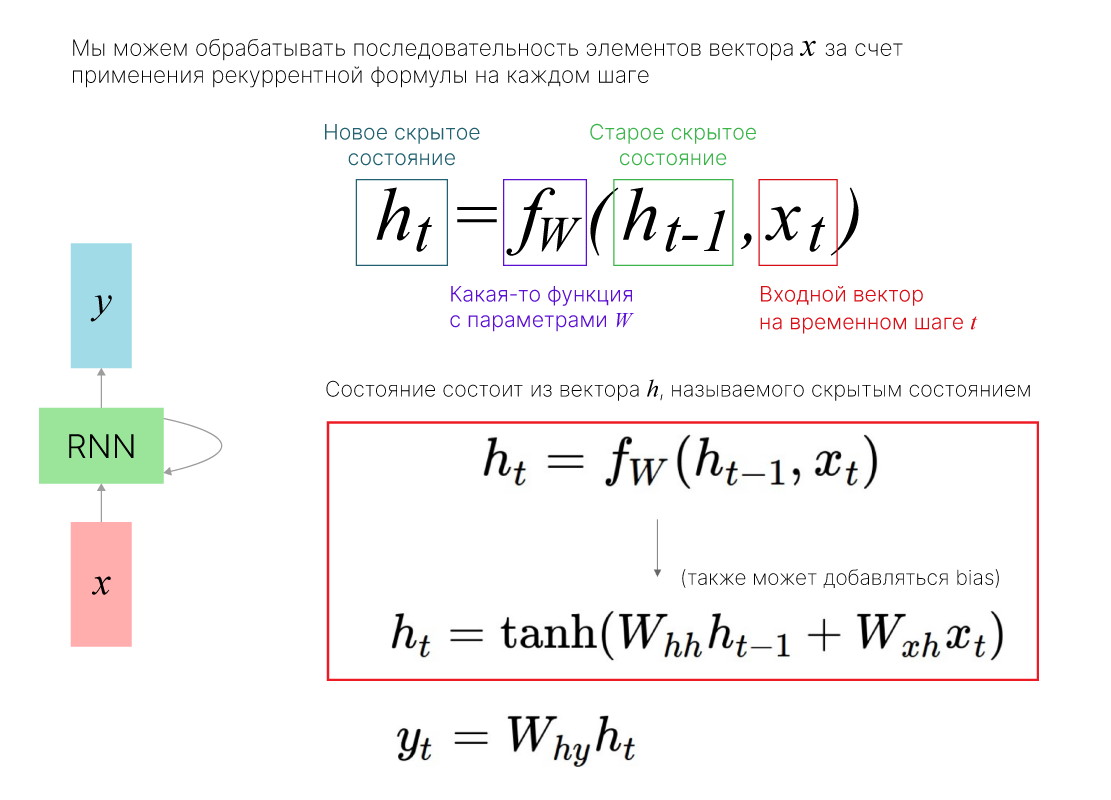 Мы можем обрабатывать последовательность элементов вектора x за счет
применения рекуррентной формулы на каждом шаге
Новое скрытое
состояние
Старое скрытое
состояние
h_t = f_W(h_{t-1}, x_t)
Какая-то функция
с параметрами W
Входной вектор
на временном шаге t
y
RNN
x
Состояние состоит из вектора h, называемого скрытым состоянием
h_t = f_W(h_{t−1}, x_t)
(также может добавляться bias)
h_t = tanh(W_{hh}h_{t−1} + W_{xh}x_t)
y_t = W_{hy}h_t